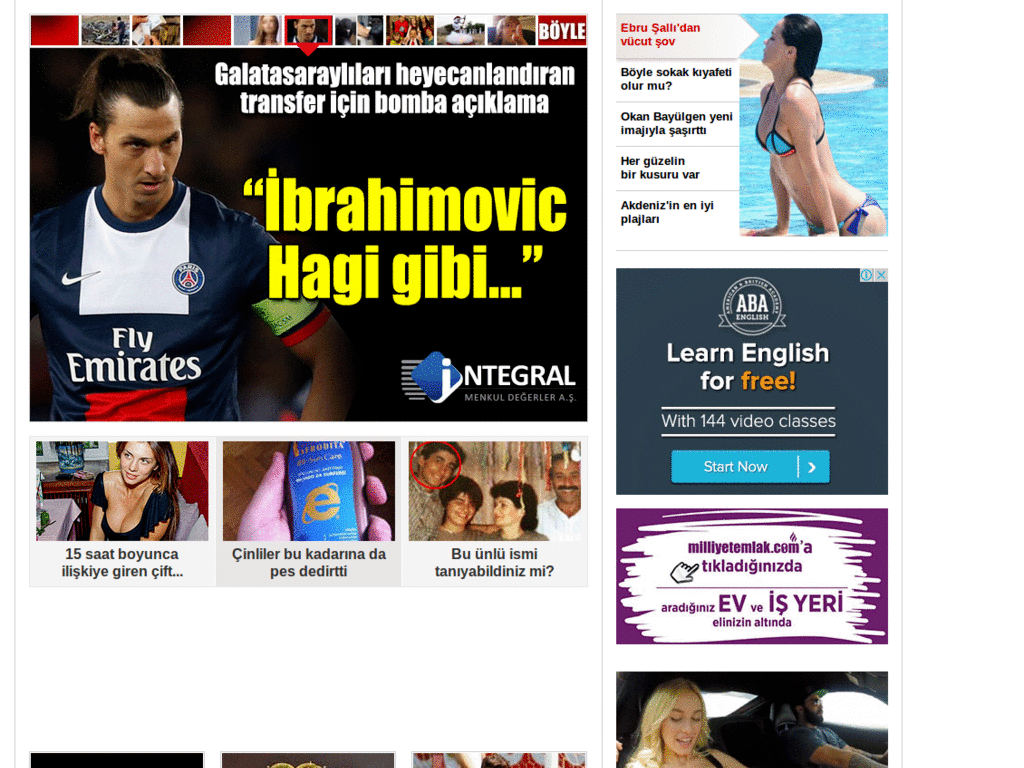 BÖYLE
Galatasaraylıları heyecanlandıran
transfer için bomba açıklama
“İbrahimovic
Hagi gibi...”
PARIS
Fly
Emirates
iNTEGRAL
MENKUL DEĞERLER A.Ş.
15 saat boyunca
ilişkiye giren çift...
Çinliler bu kadarına da
pes dedirtti
Bu ünlü ismi
tanıyabildiniz mi?
Ebru Şallı'dan
vücut şov
Böyle sokak kıyafeti
olur mu?
Okan Bayülgen yeni
imajıyla şaşırttı
Her güzelin
bir kusuru var
Akdeniz'in en iyi
plajları
AMERICAN & BRITISH ACADEMY
ABA
ENGLISH
Learn English
for free!
With 144 video classes
Start Now
milliyetemlak.com'a
tıkladığınızda
aradığınız EV ve İŞ YERİ
elinizin altında